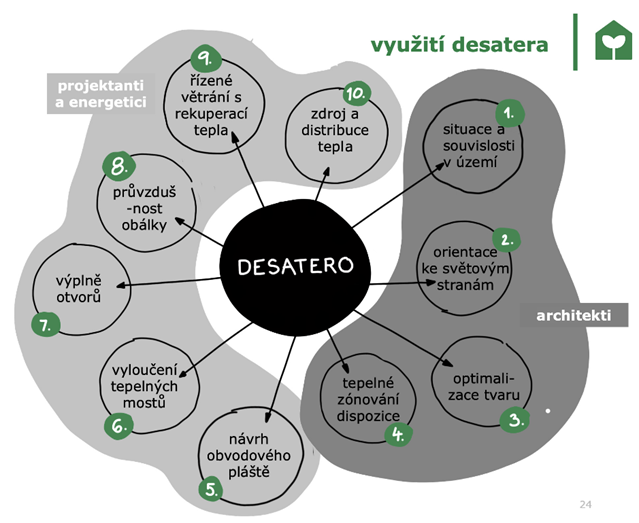 využití desatera
projektanti
a energetici
9.
řízené
větrání s
rekuperací
tepla
10.
zdroj a
distribuce
tepla
1.
situace a
souvislosti
v území
8.
průvzduš
-nost
obálky
2.
orientace
ke světovým
stranám
DESATERO
výplně
otvorů
7.
architekti
vyloučení
tepelných
mostů
6.
tepelné
zónování
dispozice
4.
optimali-
zace tvaru
3.
návrh
obvodového
pláště
5.
24